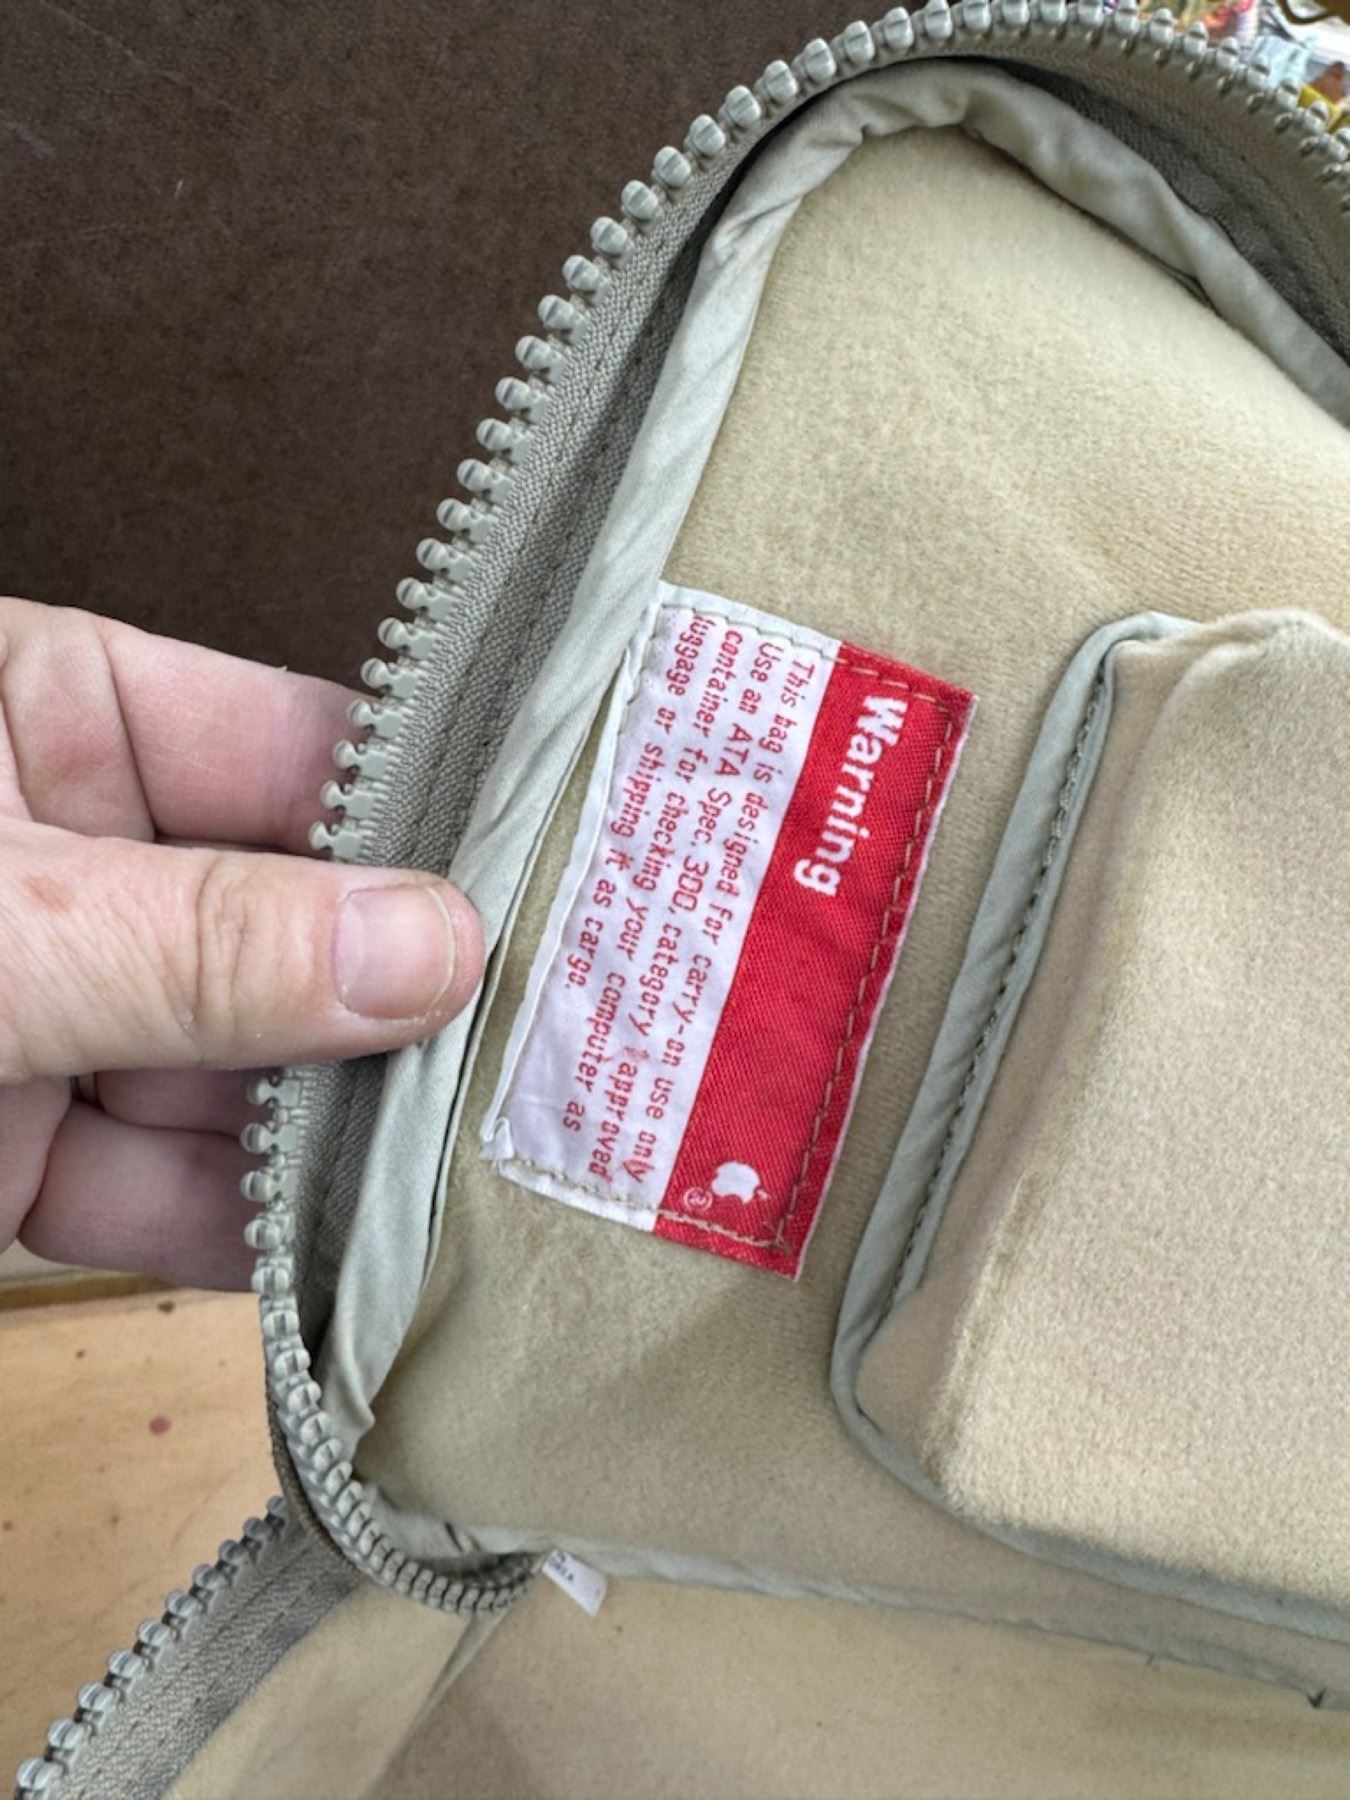 Warning
This bag is designed for carry-on use only
Use an ATA Spec. 300, category 1 approved
container for checking your computer as
luggage or shipping it as cargo.
®